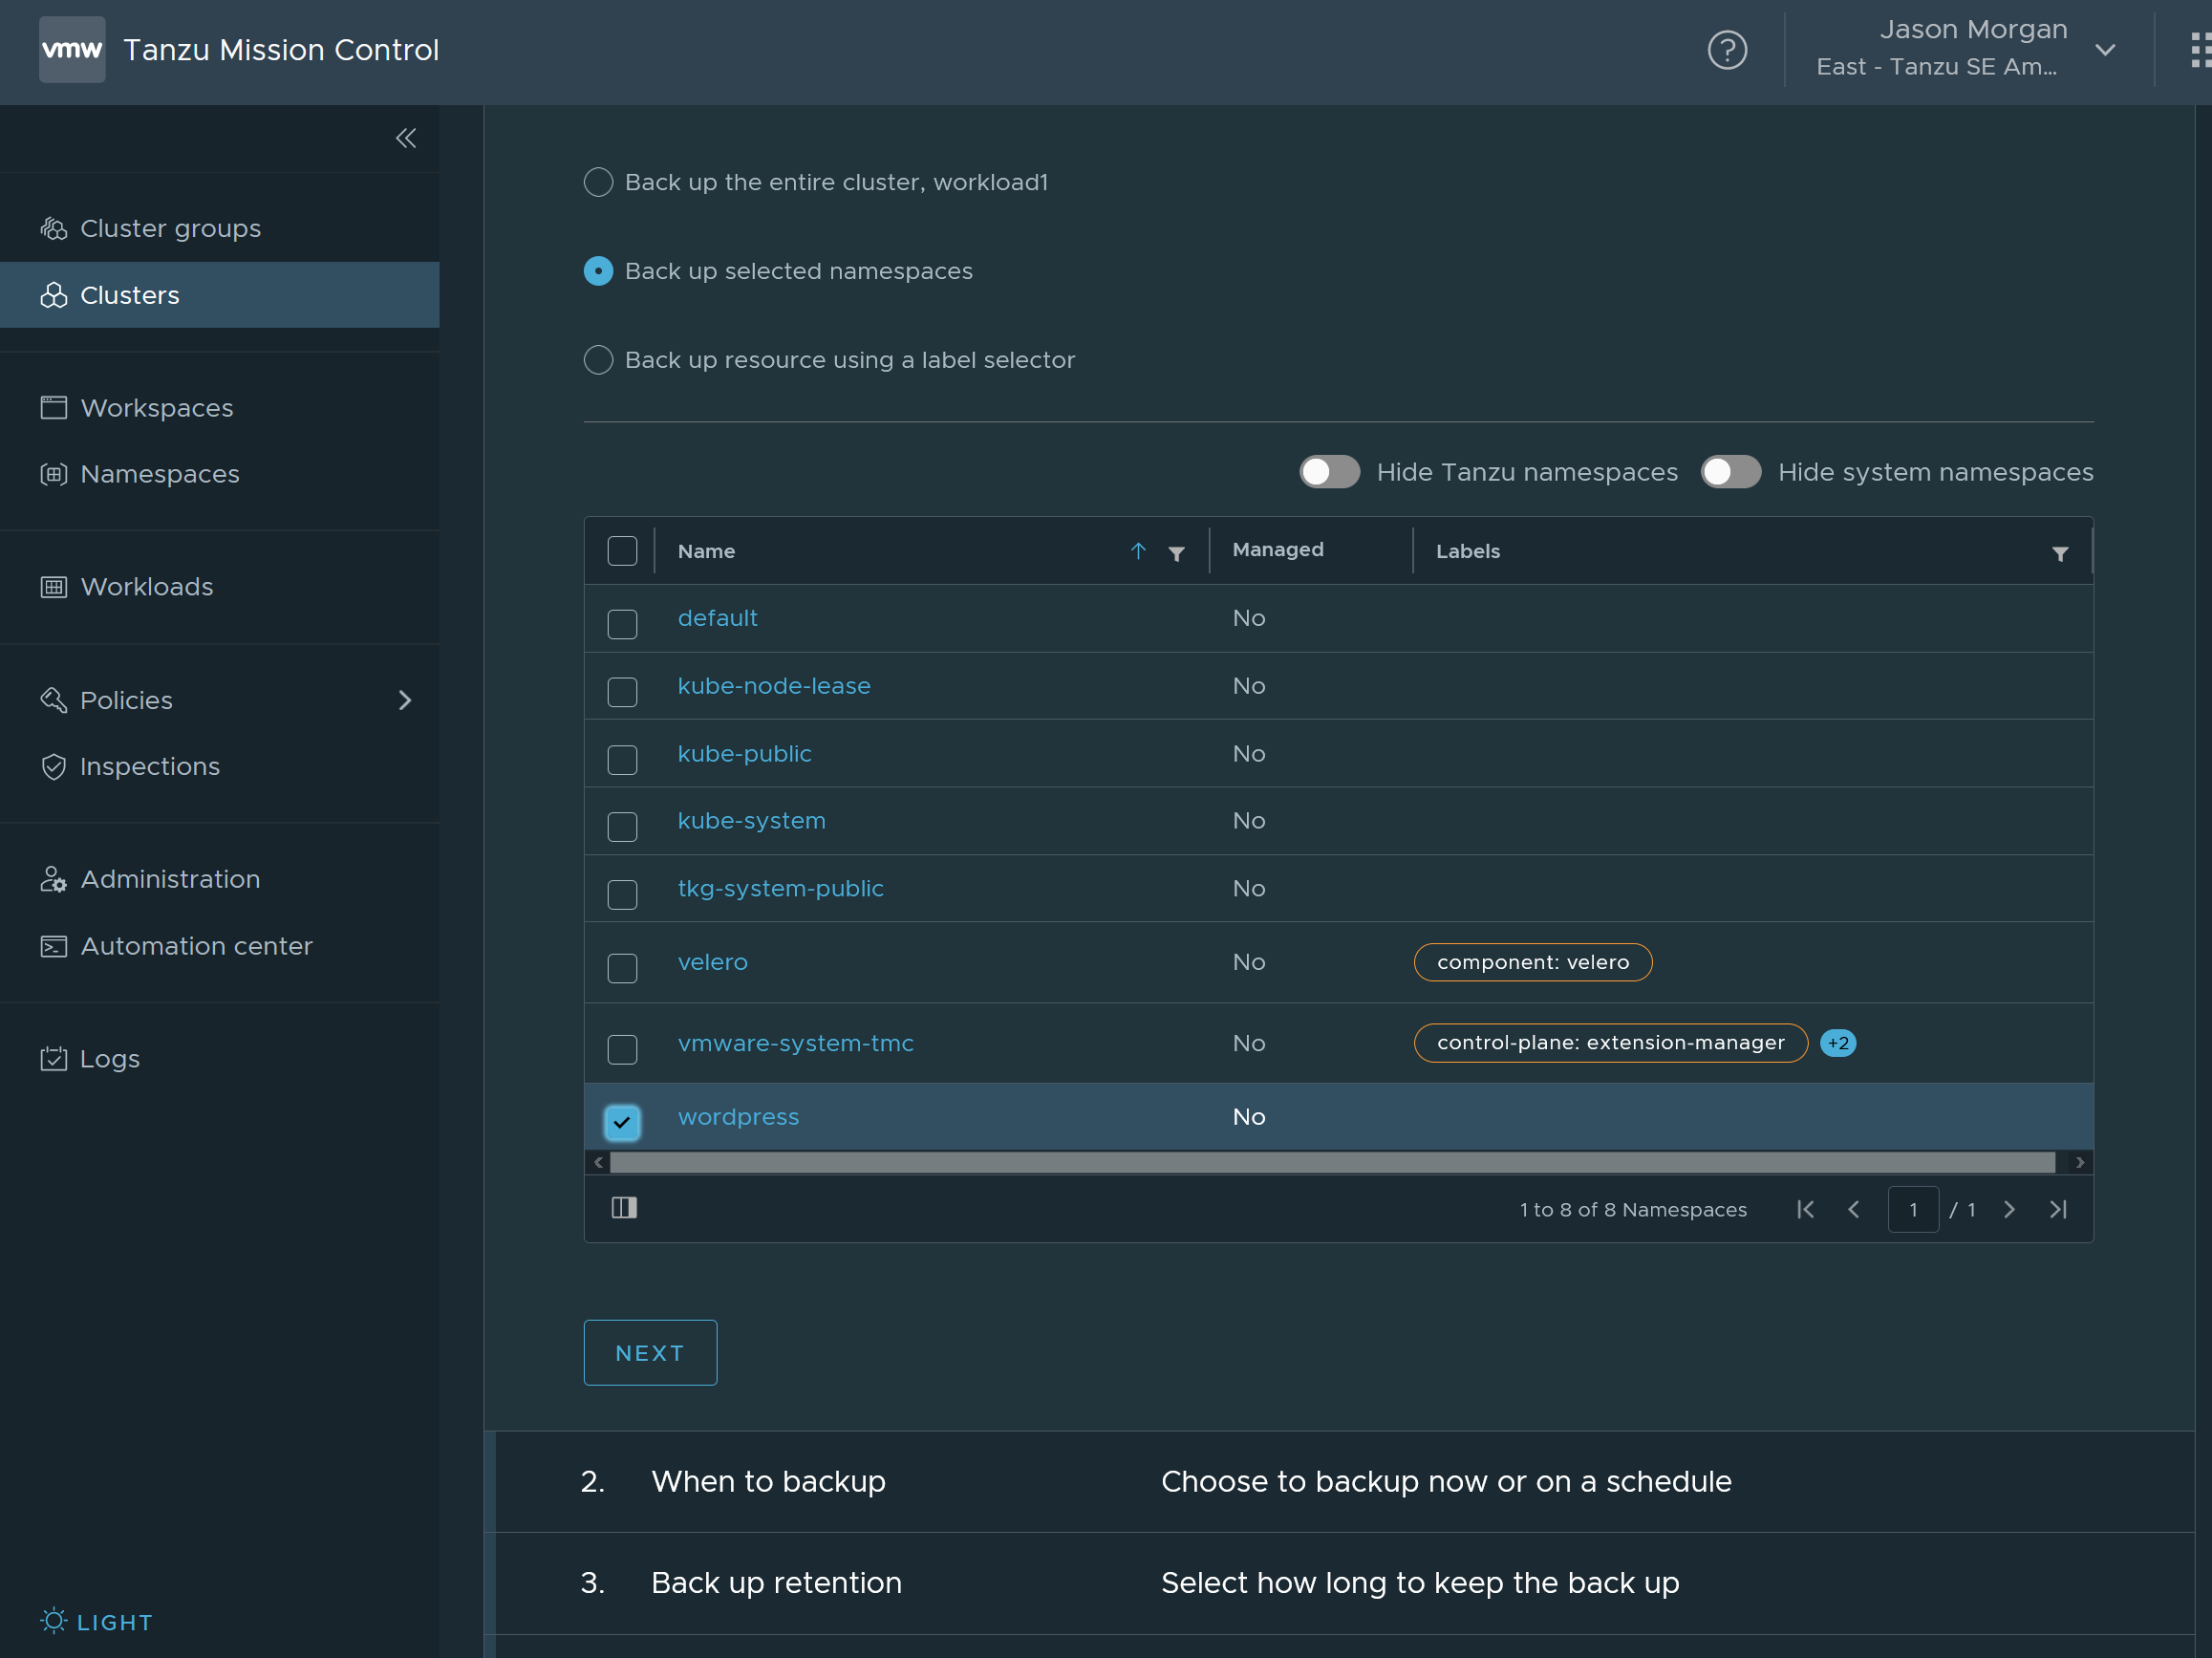 vmw Tanzu Mission Control
Jason Morgan
East - Tanzu SE Am...
Cluster groups
Clusters
Workspaces
Namespaces
Workloads
Policies
Inspections
Administration
Automation center
Logs
LIGHT
Back up the entire cluster, workload1
Back up selected namespaces
Back up resource using a label selector
Hide Tanzu namespaces Hide system namespaces
Name Managed Labels
default No
kube-node-lease No
kube-public No
kube-system No
tkg-system-public No
velero No component: velero
vmware-system-tmc No control-plane: extension-manager +2
wordpress No
1 to 8 of 8 Namespaces 1 / 1
NEXT
2. When to backup Choose to backup now or on a schedule
3. Back up retention Select how long to keep the back up